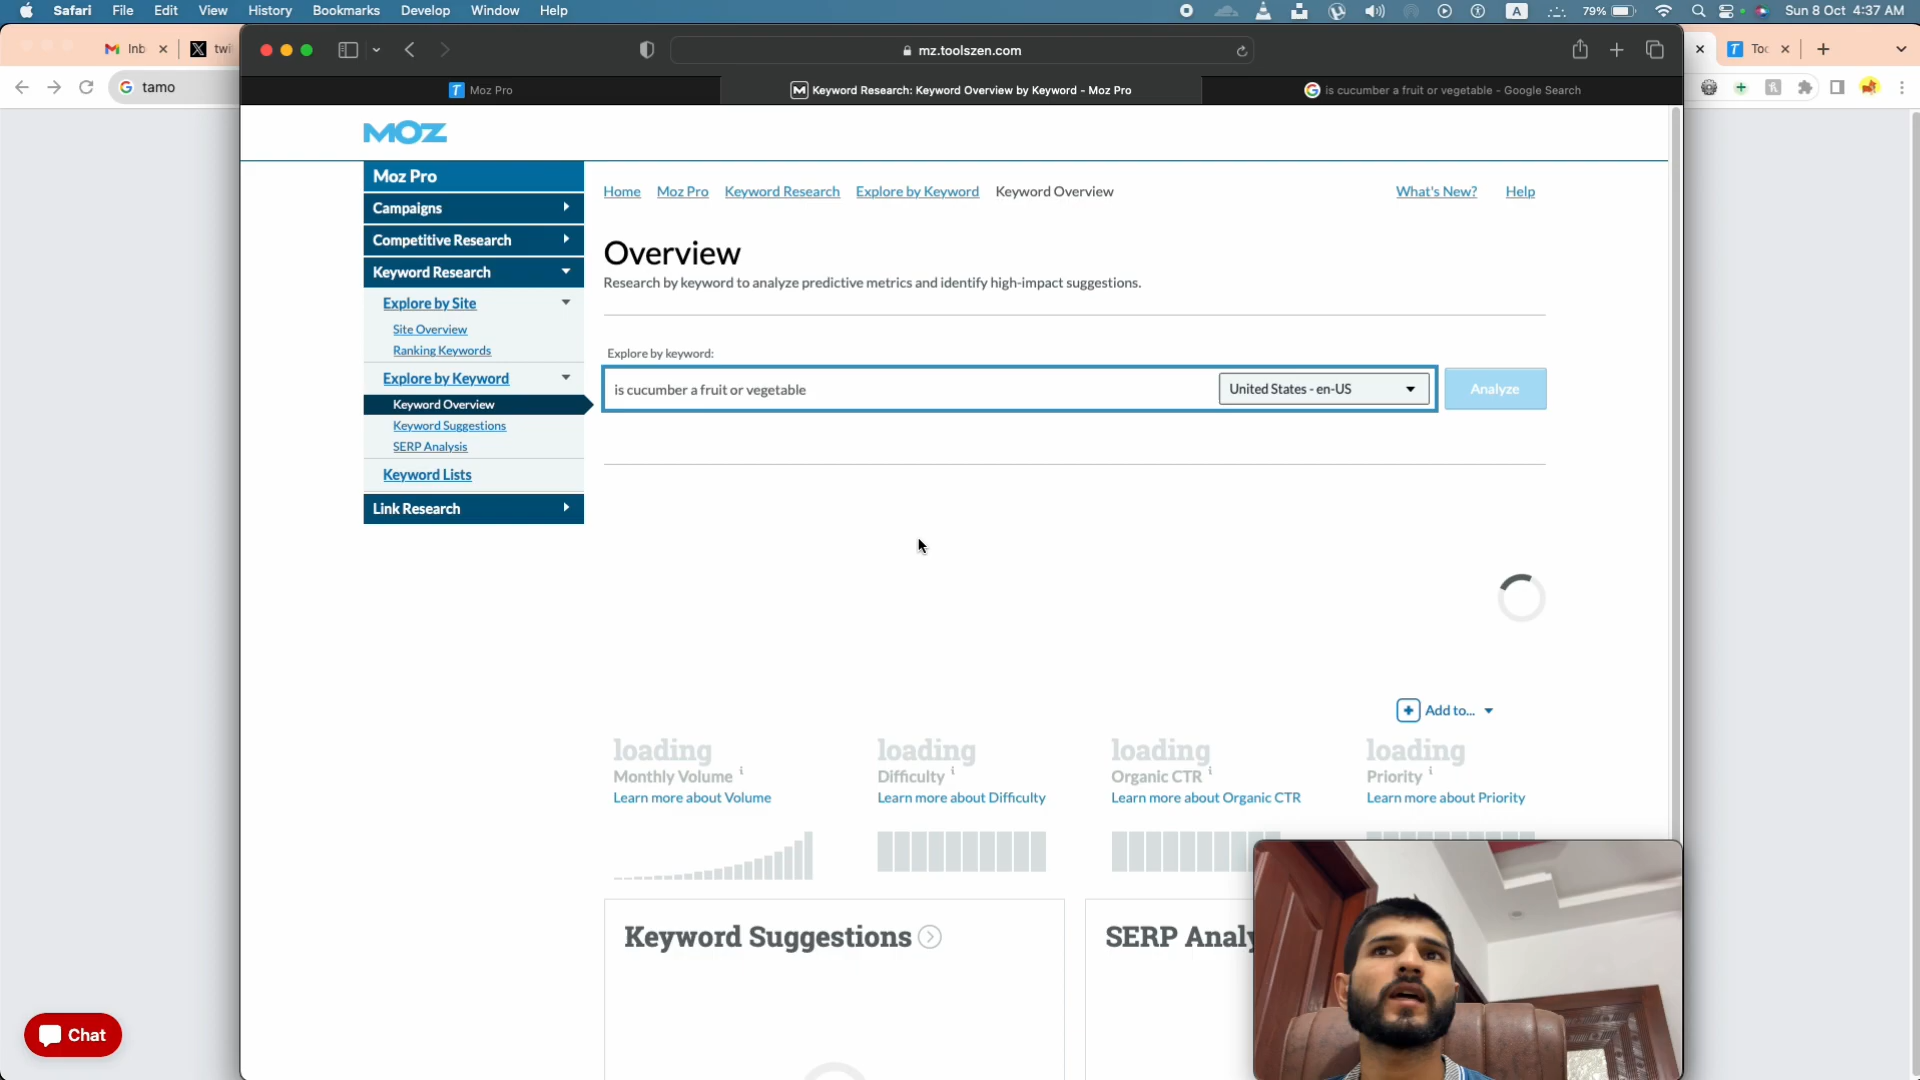 Safari File Edit View History Bookmarks Develop Window Help
A 79% Sun 8 Oct 4:37 AM
Inb
mz.toolszen.com
tamo
Moz Pro
Keyword Research: Keyword Overview by Keyword - Moz Pro
is cucumber a fruit or vegetable - Google Search
MOZ
Moz Pro
Campaigns
Competitive Research
Keyword Research
Explore by Site
Site Overview
Ranking Keywords
Explore by Keyword
Keyword Overview
Keyword Suggestions
SERP Analysis
Keyword Lists
Link Research
Home Moz Pro Keyword Research Explore by Keyword Keyword Overview
What's New? Help
Overview
Research by keyword to analyze predictive metrics and identify high-impact suggestions.
Explore by keyword:
is cucumber a fruit or vegetable
United States - en-US
Analyze
Add to...
loading
Monthly Volume i
Learn more about Volume
loading
Difficulty i
Learn more about Difficulty
loading
Organic CTR i
Learn more about Organic CTR
loading
Priority i
Learn more about Priority
Keyword Suggestions
SERP Analy
Chat